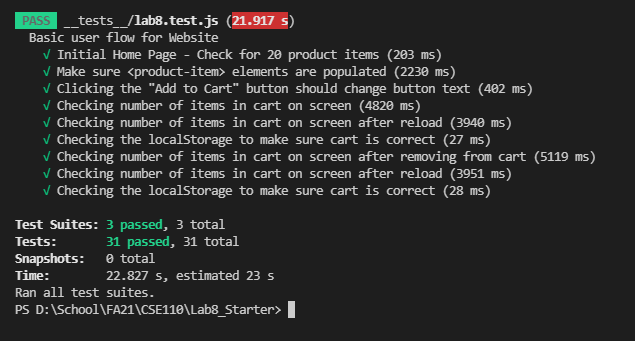 PASS __tests__/lab8.test.js (21.917 s)
Basic user flow for Website
√ Initial Home Page - Check for 20 product items (203 ms)
√ Make sure <product-item> elements are populated (2230 ms)
√ Clicking the "Add to Cart" button should change button text (402 ms)
√ Checking number of items in cart on screen (4820 ms)
√ Checking number of items in cart on screen after reload (3940 ms)
√ Checking the localStorage to make sure cart is correct (27 ms)
√ Checking number of items in cart on screen after removing from cart (5119 ms)
√ Checking number of items in cart on screen after reload (3951 ms)
√ Checking the localStorage to make sure cart is correct (28 ms)
Test Suites: 3 passed, 3 total
Tests: 31 passed, 31 total
Snapshots: 0 total
Time: 22.827 s, estimated 23 s
Ran all test suites.
PS D:\School\FA21\CSE110\Lab8_Starter>